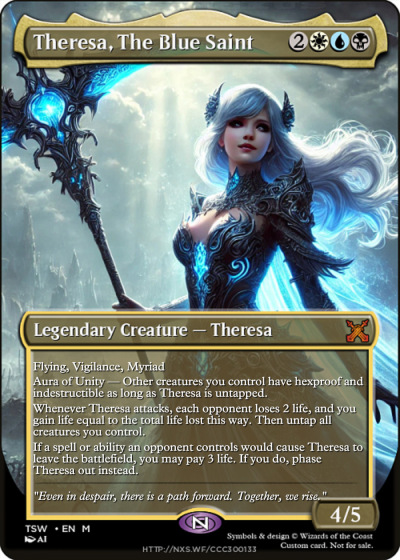 Theresa, The Blue Saint 2
Legendary Creature — Theresa
Flying, Vigilance, Myriad
Aura of Unity — Other creatures you control have hexproof and
indestructible as long as Theresa is untapped.
Whenever Theresa attacks, each opponent loses 2 life, and you
gain life equal to the total life lost this way. Then untap all
creatures you control.
If a spell or ability an opponent controls would cause Theresa to
leave the battlefield, you may pay 3 life. If you do, phase
Theresa out instead.
"Even in despair, there is a path forward. Together, we rise."
4/5
TSW • EN M
AI
N
Symbols & design © Wizards of the Coast
Custom card. Not for sale.
HTTP://NXS.WF/CCC300133